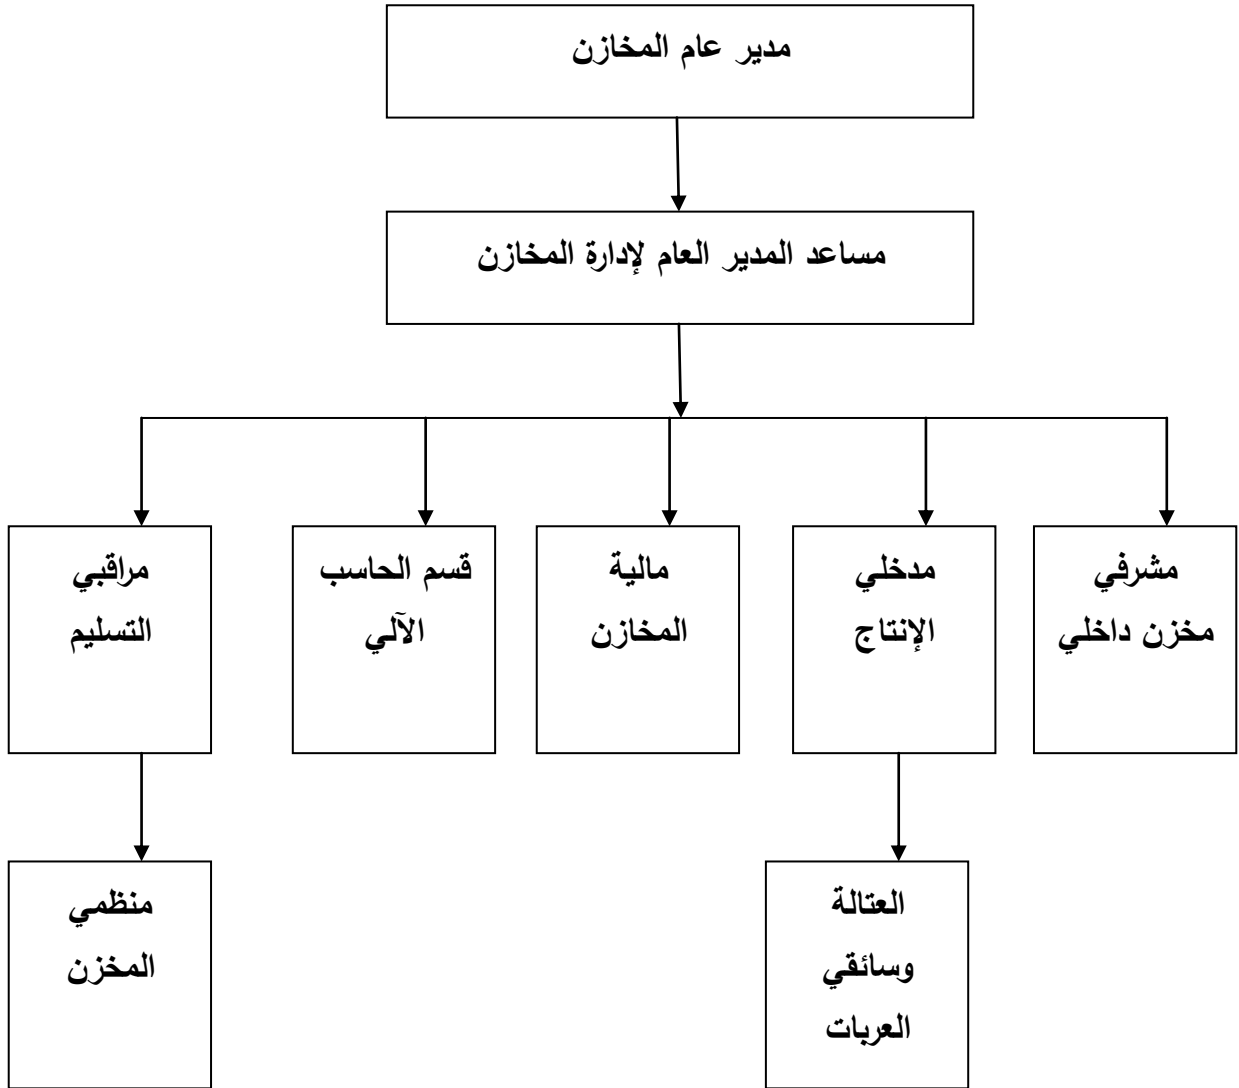 مدير عام المخازن
مساعد المدير العام لإدارة المخازن
مشرفي
مخزن داخلي
مدخلي
الإنتاج
مالية
المخازن
قسم الحاسب
الآلي
مراقبي
التسليم
العتالة
وسائقي
العربات
منظمي
المخزن